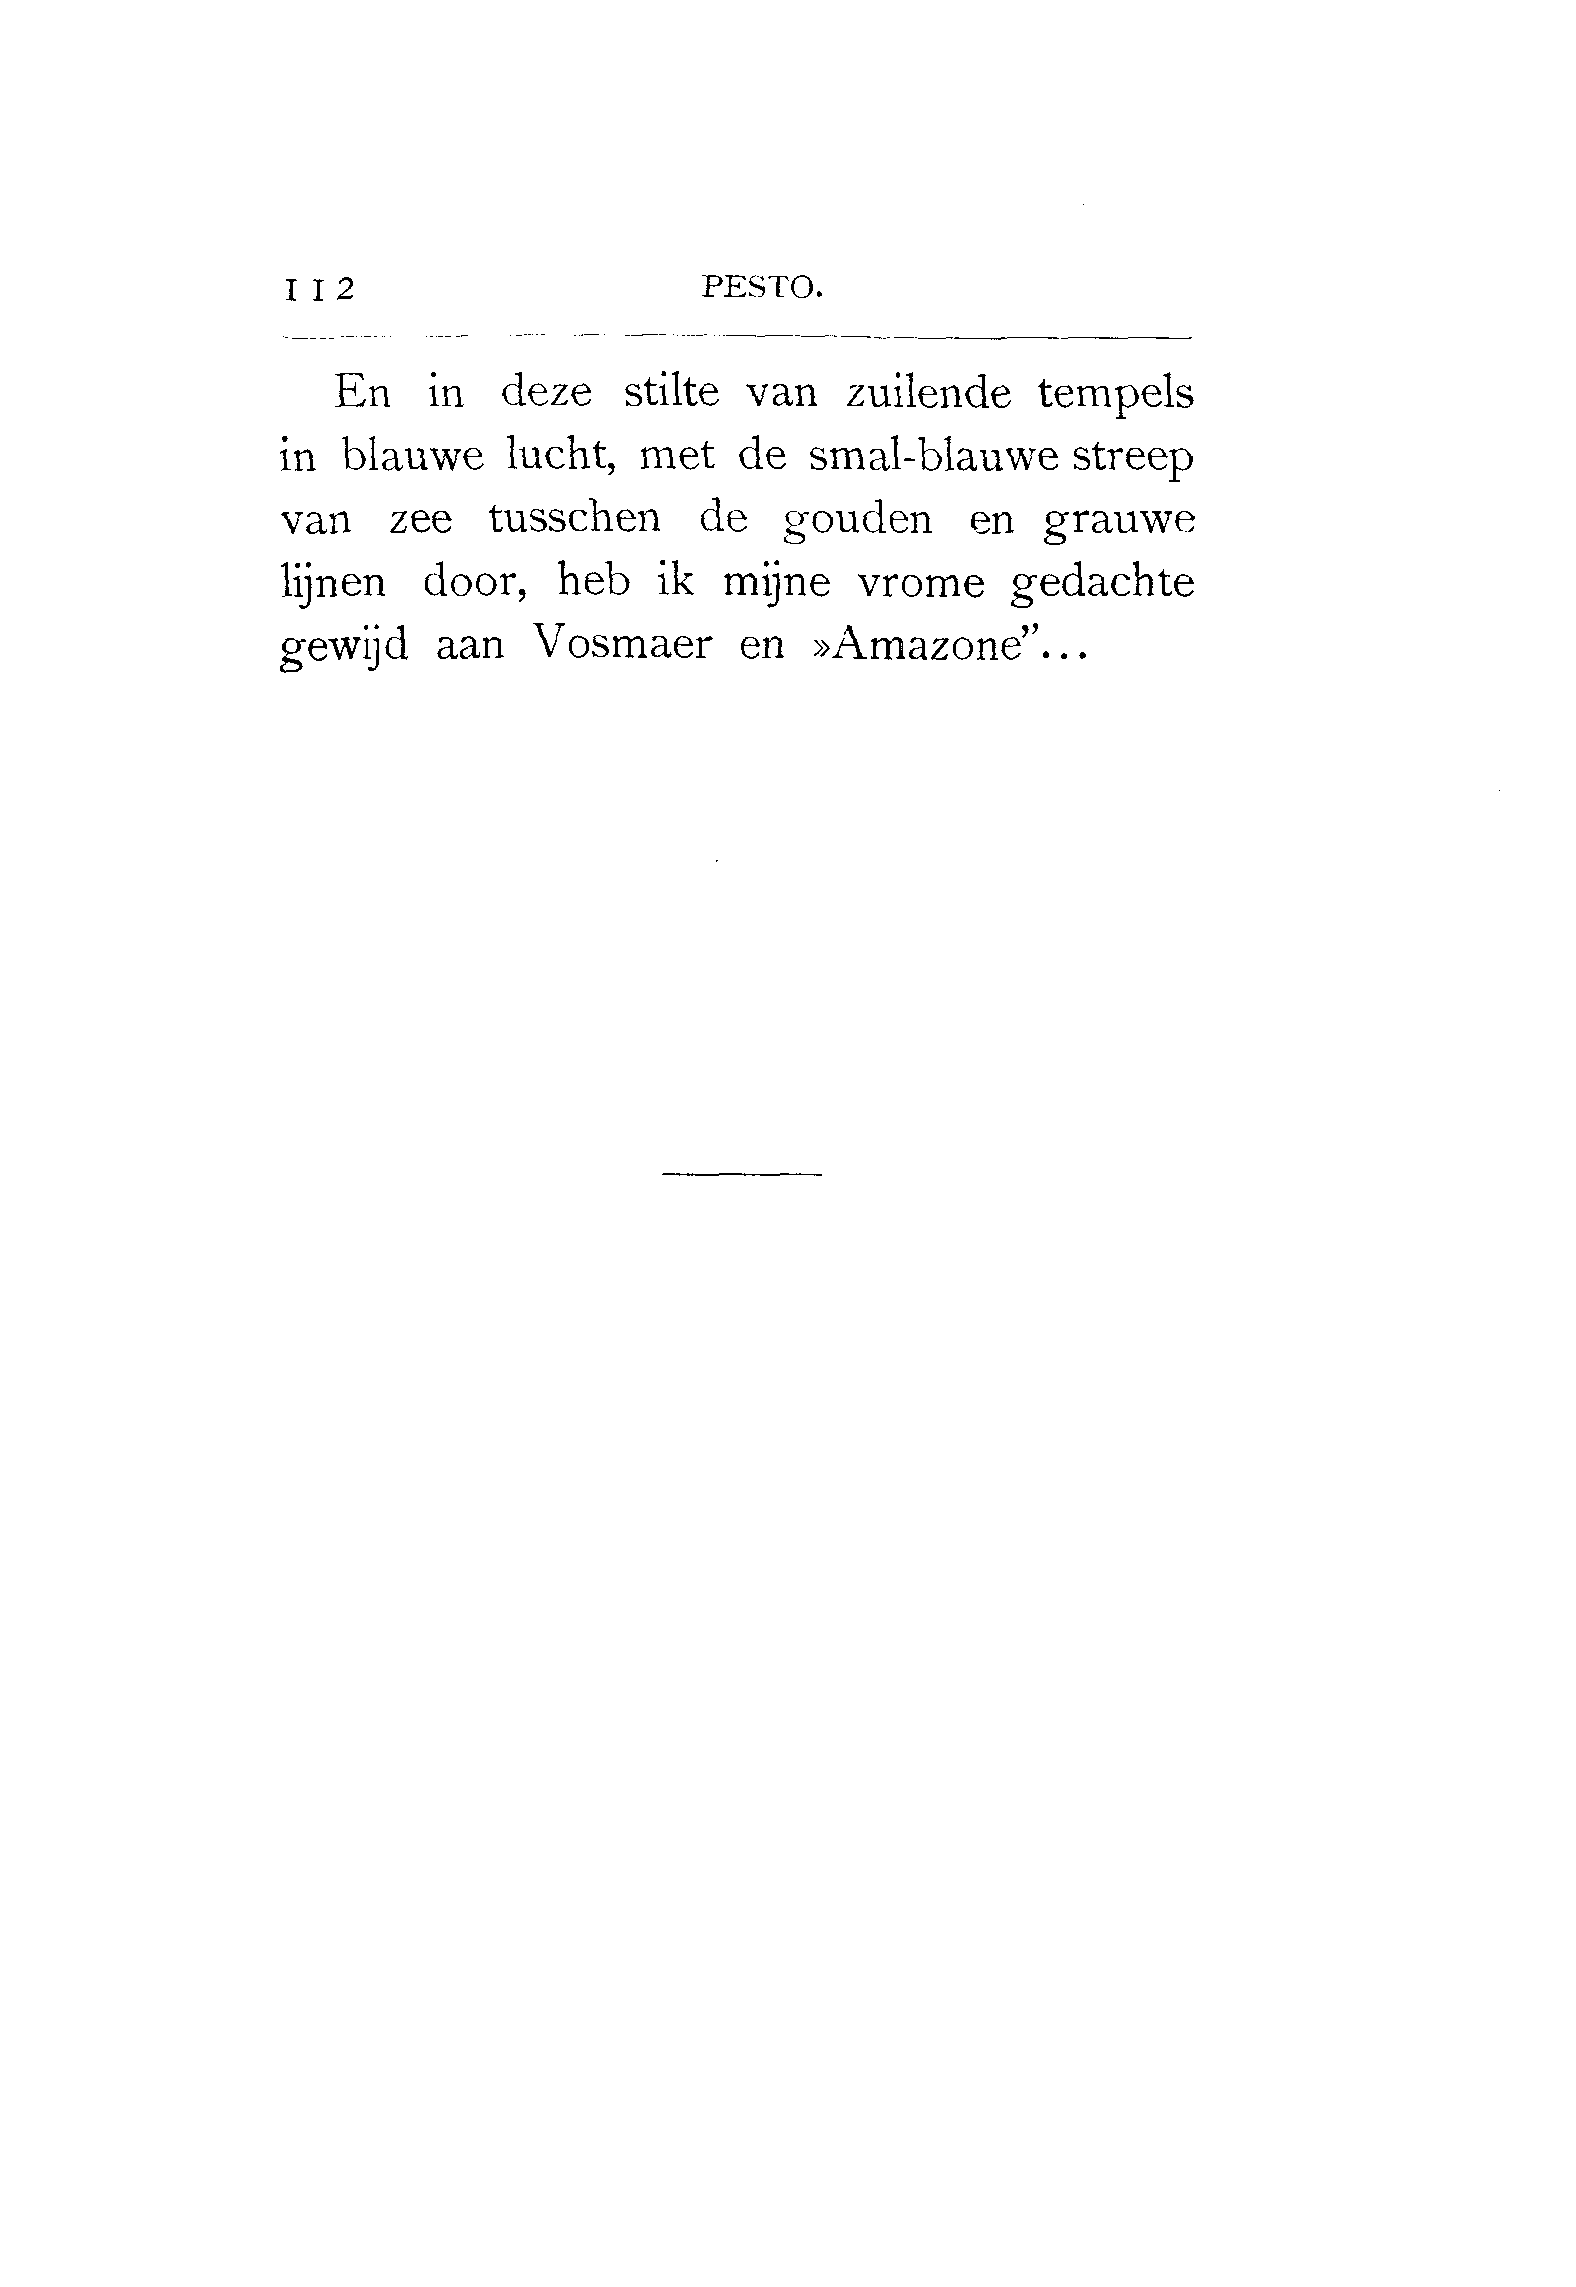 112 PESTO.
En in deze stilte van zuilende tempels
in blauwe lucht, met de smal-blauwe streep
van zee tusschen de gouden en grauwe
lijnen door, heb ik mijne vrome gedachte
gewijd aan Vosmaer en »Amazone”...